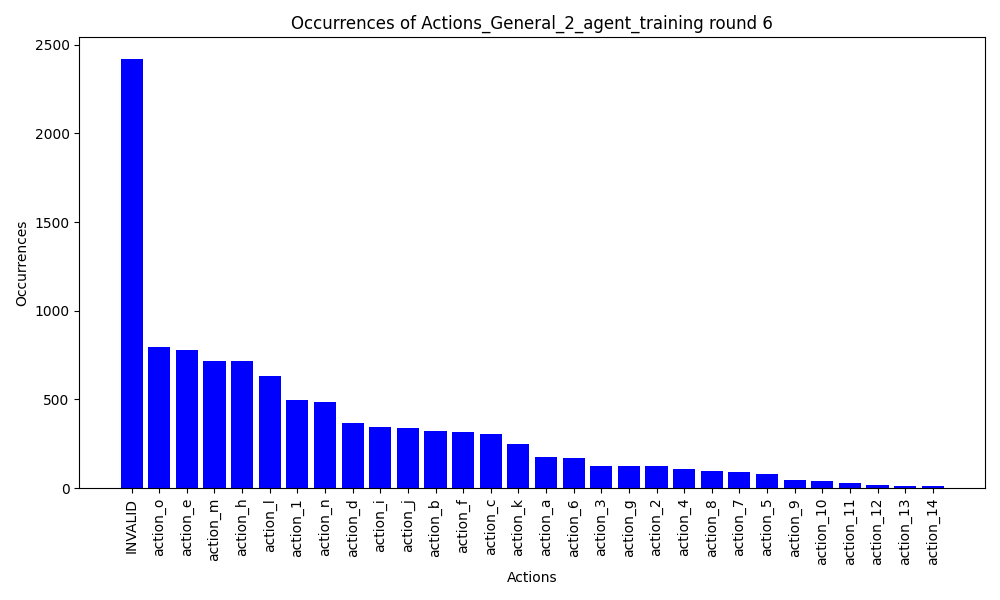 Occurrences of Actions_General_2_agent_training round 6
Occurrences
2500
2000
1500
1000
500
0
INVALID
action_o
action_e
action_m
action_h
action_l
action_1
action_n
action_d
action_i
action_j
action_b
action_f
action_c
action_k
action_a
action_6
action_3
action_g
action_2
action_4
action_8
action_7
action_5
action_9
action_10
action_11
action_12
action_13
action_14
Actions